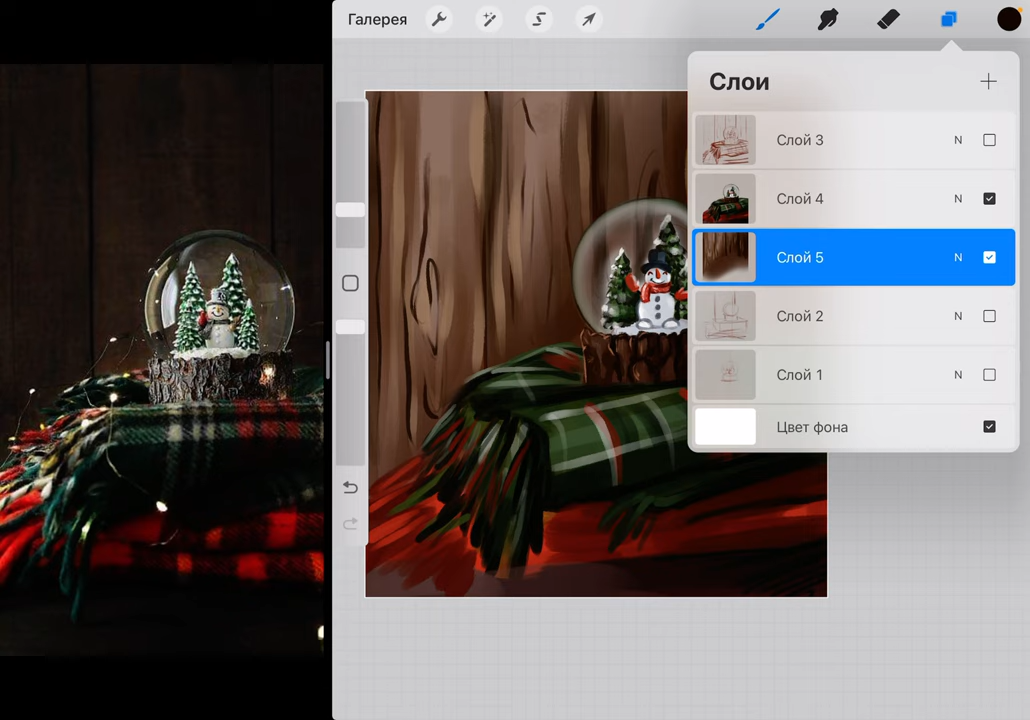 Галерея
Слои
Слой 3 N
Слой 4 N
Слой 5 N
Слой 2 N
Слой 1 N
Цвет фона